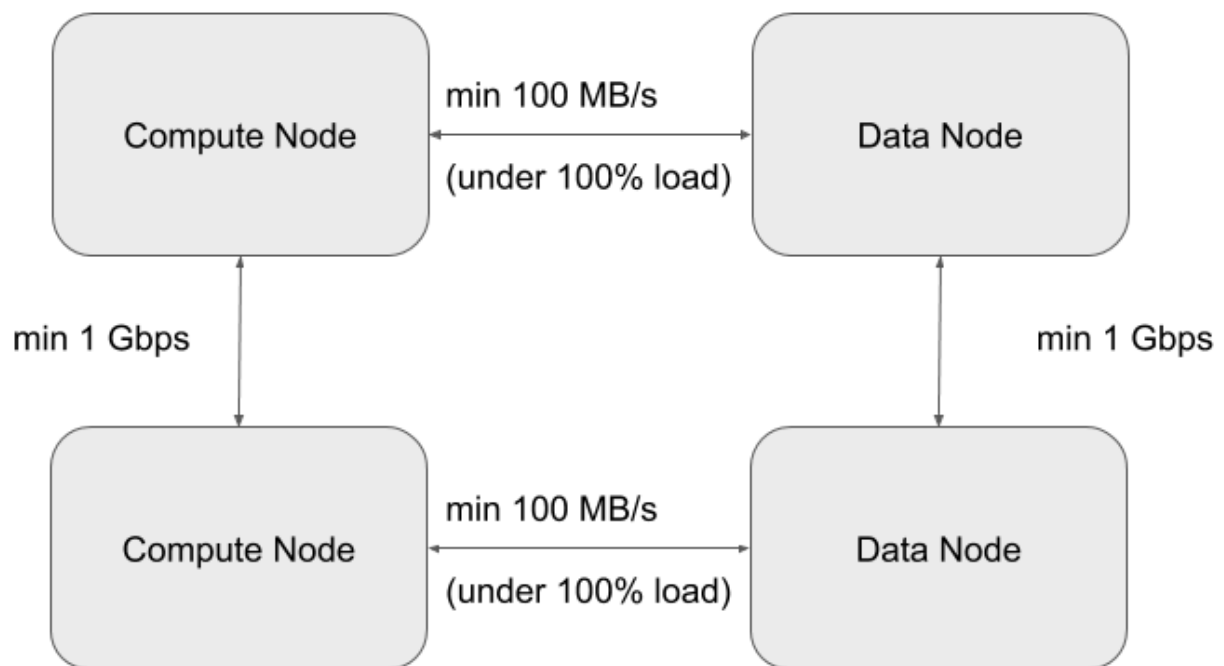 min 100 MB/s
Compute Node
Data Node
(under 100% load)
min 1 Gbps
min 1 Gbps
min 100 MB/s
Compute Node
Data Node
(under 100% load)